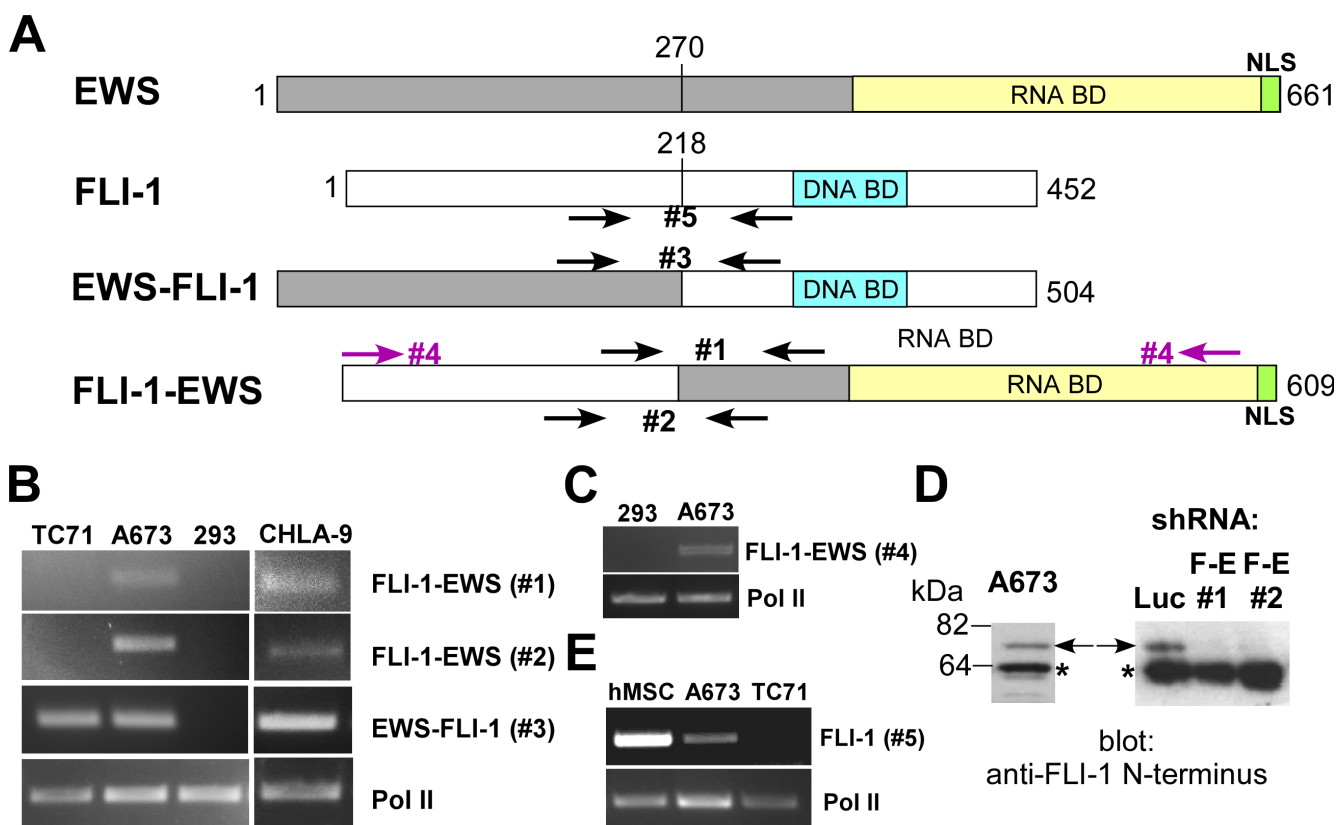 A
270
EWS
1
RNA BD
NLS
661
218
FLI-1
1
DNA BD
452
#5
#3
EWS-FLI-1
DNA BD
504
#4
#1
RNA BD
#4
FLI-1-EWS
RNA BD
609
#2
NLS
B
TC71 A673 293 CHLA-9
FLI-1-EWS (#1)
FLI-1-EWS (#2)
EWS-FLI-1 (#3)
Pol II
C
293 A673
FLI-1-EWS (#4)
Pol II
E
hMSC A673 TC71
FLI-1 (#5)
Pol II
D
shRNA:
F-E F-E
kDa A673 Luc #1 #2
82
64
* *
blot:
anti-FLI-1 N-terminus